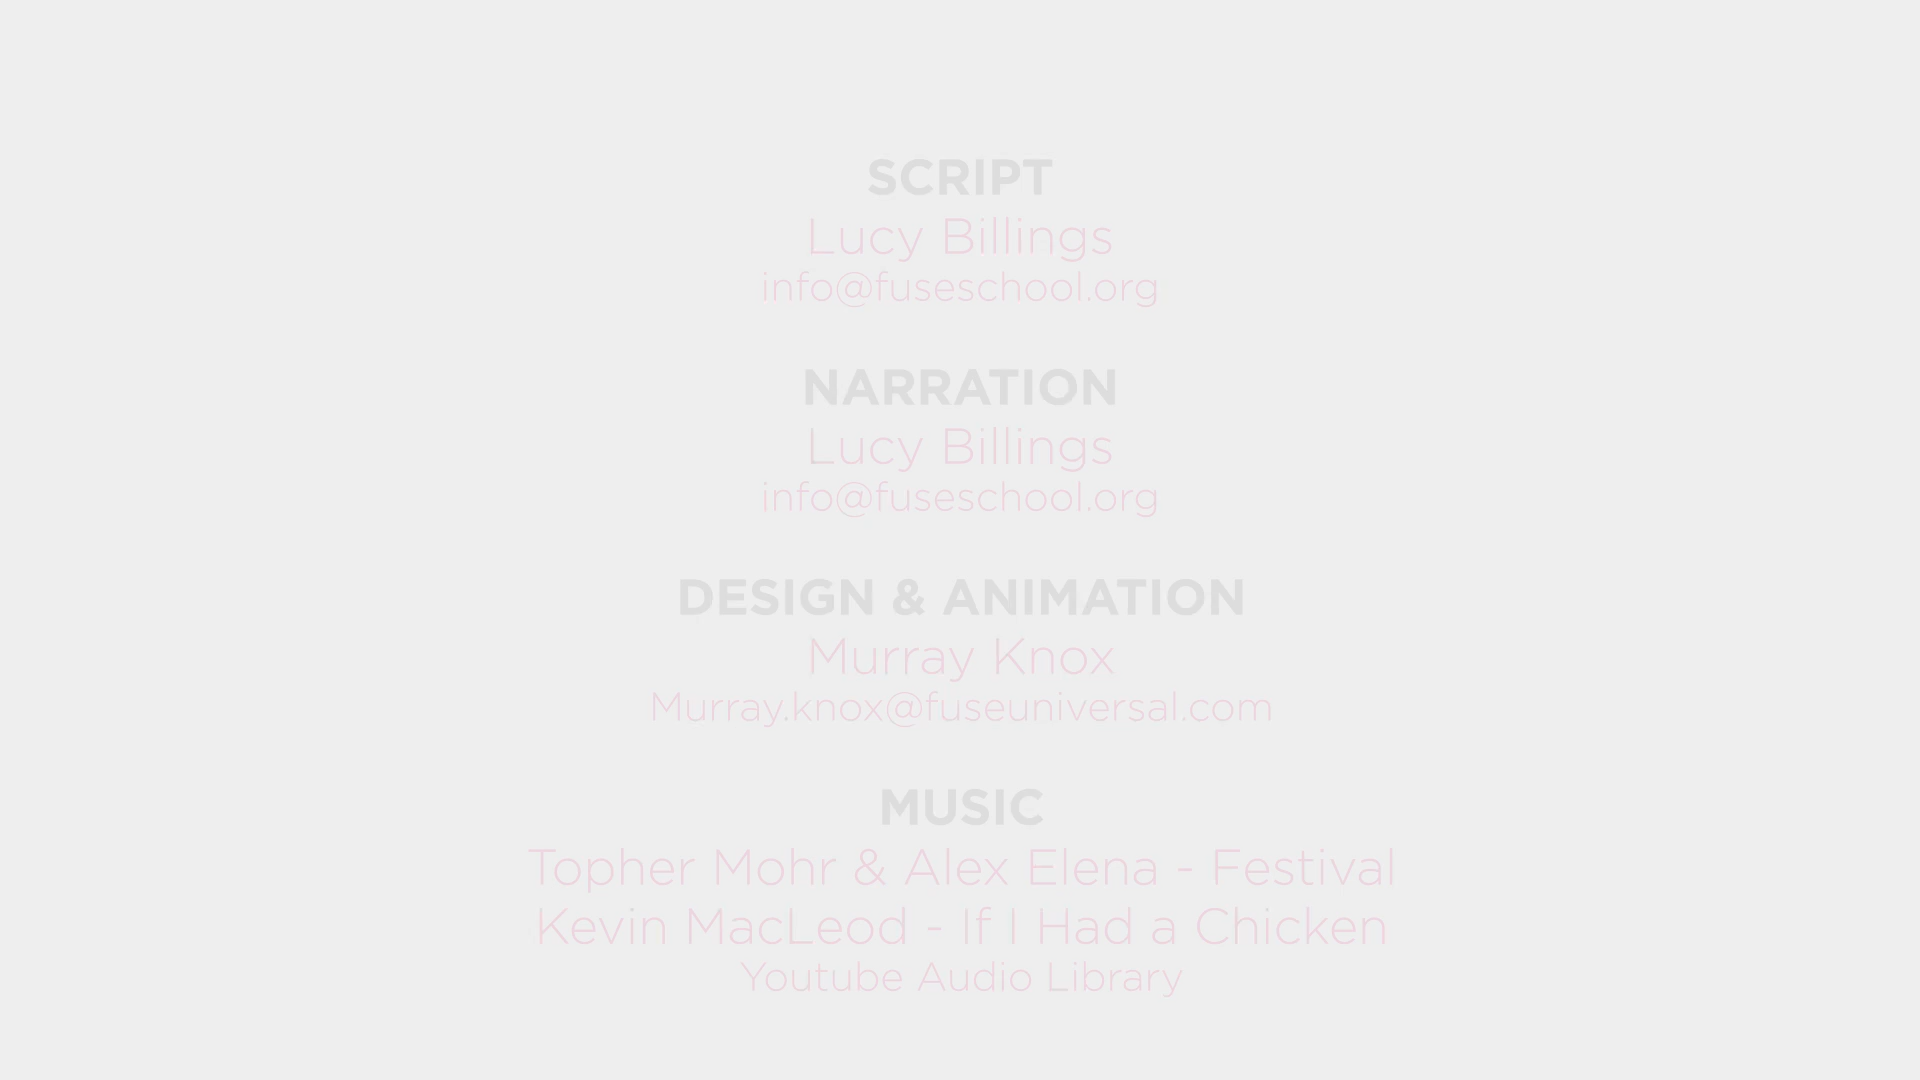 SCRIPT
Lucy Billings
info@fuseschool.org
NARRATION
Lucy Billings
info@fuseschool.org
DESIGN & ANIMATION
Murray Knox
Murray.knox@fuseuniversal.com
MUSIC
Topher Mohr & Alex Elena - Festival
Kevin MacLeod - If I Had a Chicken
Youtube Audio Library